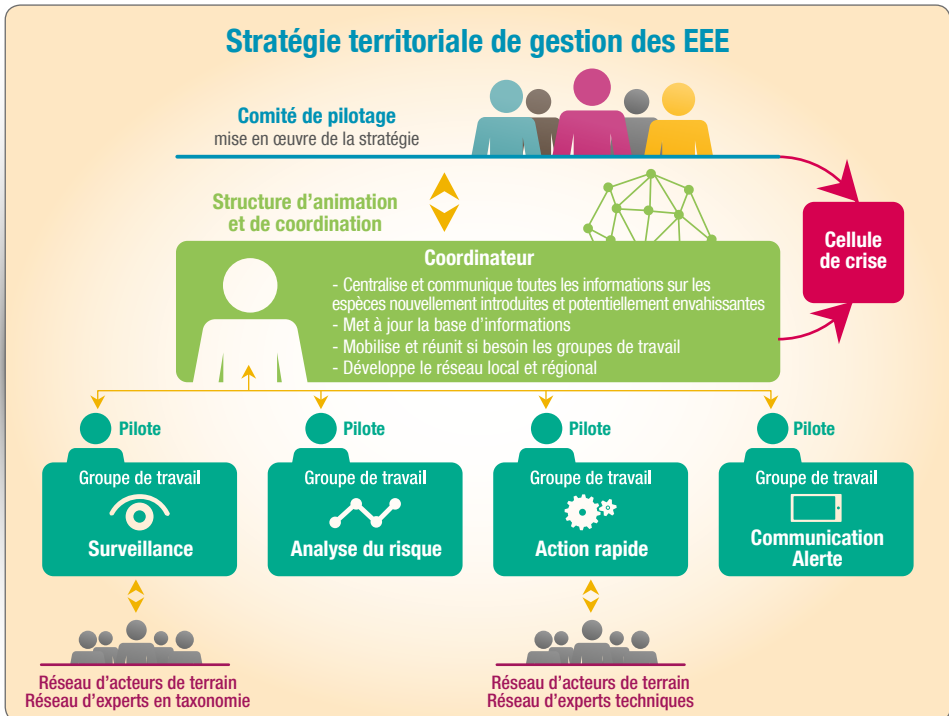 Stratégie territoriale de gestion des EEE
Comité de pilotage
mise en œuvre de la stratégie
Structure d'animation
et de coordination
Cellule
de crise
Coordinateur
- Centralise et communique toutes les informations sur les
espèces nouvellement introduites et potentiellement envahissantes
- Met à jour la base d'informations
- Mobilise et réunit si besoin les groupes de travail
- Développe le réseau local et régional
Pilote
Groupe de travail
Surveillance
Pilote
Groupe de travail
Analyse du risque
Pilote
Groupe de travail
Action rapide
Pilote
Groupe de travail
Communication
Alerte
Réseau d'acteurs de terrain
Réseau d'experts en taxonomie
Réseau d'acteurs de terrain
Réseau d'experts techniques